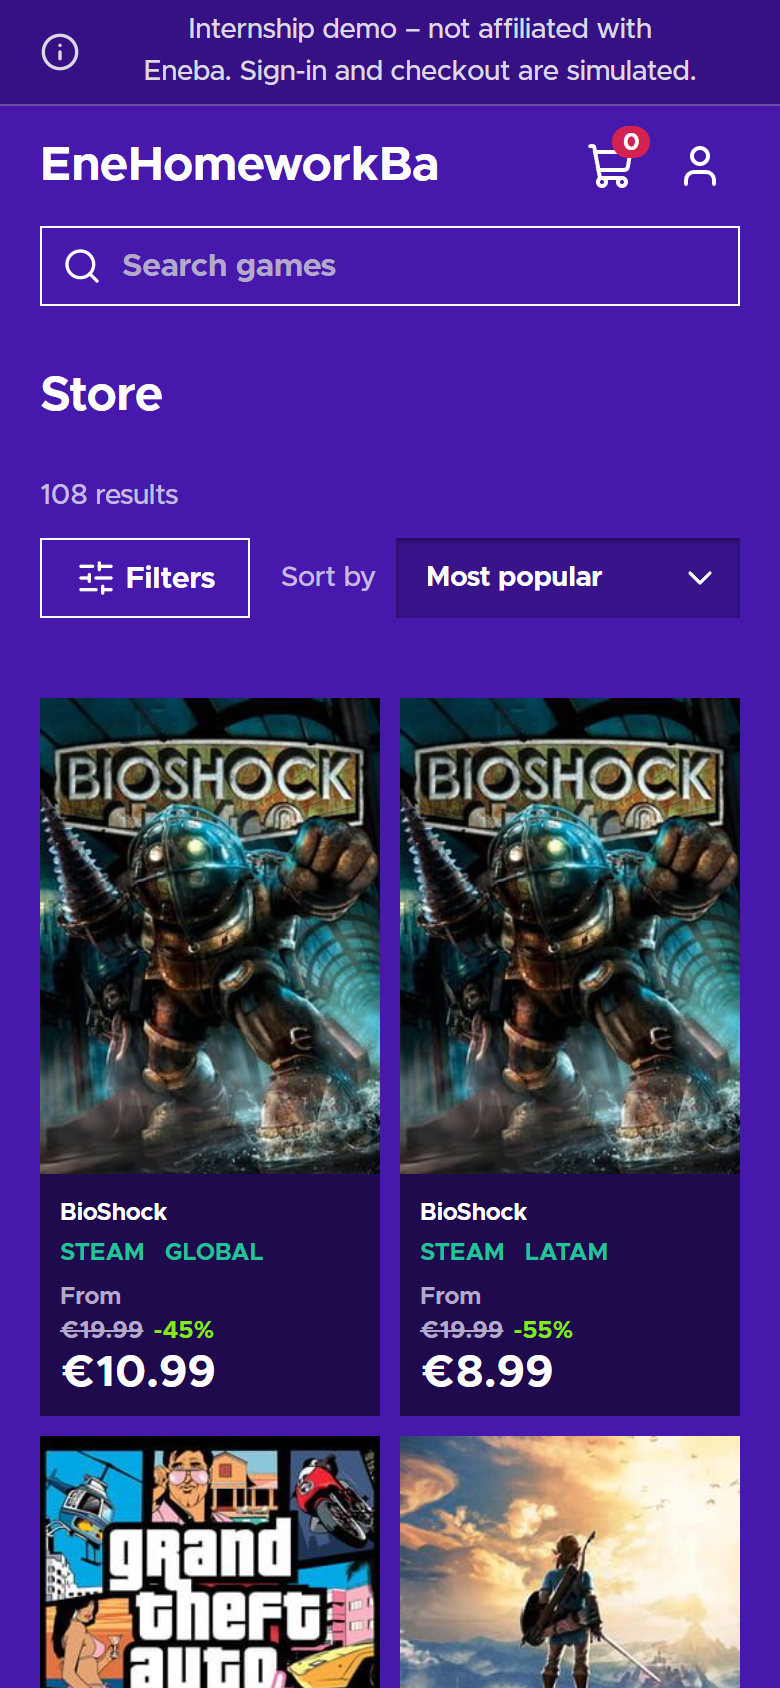 Internship demo – not affiliated with
Eneba. Sign-in and checkout are simulated.
EneHomeworkBa
0
Search games
Store
108 results
Filters
Sort by
Most popular
BIOSHOCK
BIOSHOCK
BioShock
STEAM GLOBAL
From
€19.99 -45%
€10.99
BioShock
STEAM LATAM
From
€19.99 -55%
€8.99
grand
theft
auto